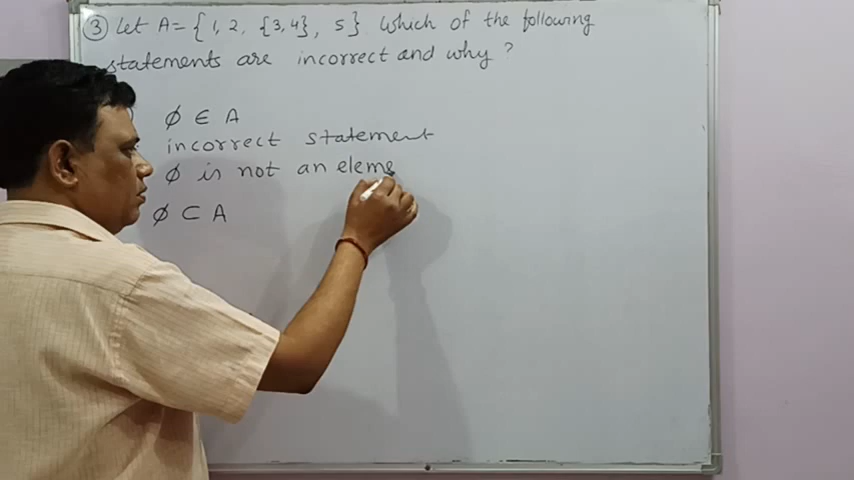 ③ Let A = { 1, 2, {3,4}, 5 } which of the following
statements are incorrect and why ?
ϕ ∈ A
incorrect statement
ϕ is not an eleme
ϕ ⊂ A